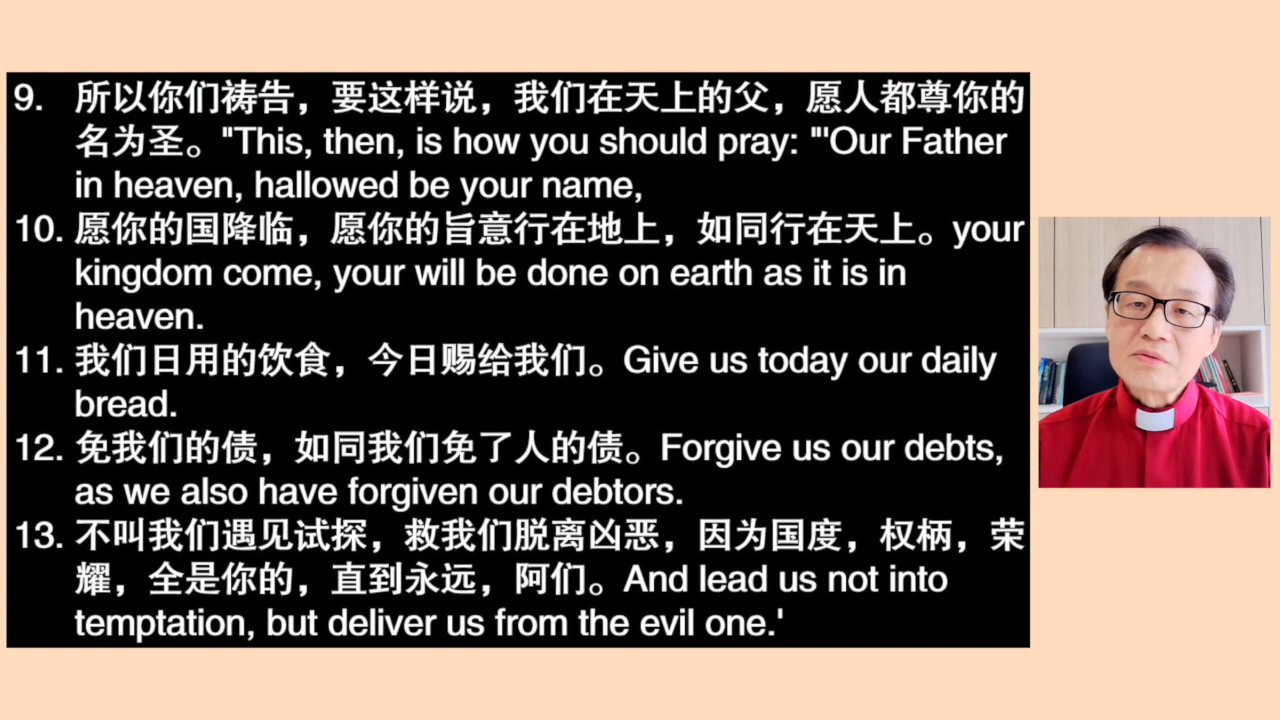 9. 所以你们祷告，要这样说，我们在天上的父，愿人都尊你的
名为圣。"This, then, is how you should pray: "'Our Father
in heaven, hallowed be your name,
10. 愿你的国降临，愿你的旨意行在地上，如同行在天上。your
kingdom come, your will be done on earth as it is in
heaven.
11. 我们日用的饮食，今日赐给我们。Give us today our daily
bread.
12. 免我们的债，如同我们免了人的债。Forgive us our debts,
as we also have forgiven our debtors.
13. 不叫我们遇见试探，救我们脱离凶恶，因为国度，权柄，荣
耀，全是你的，直到永远，阿们。And lead us not into
temptation, but deliver us from the evil one.'